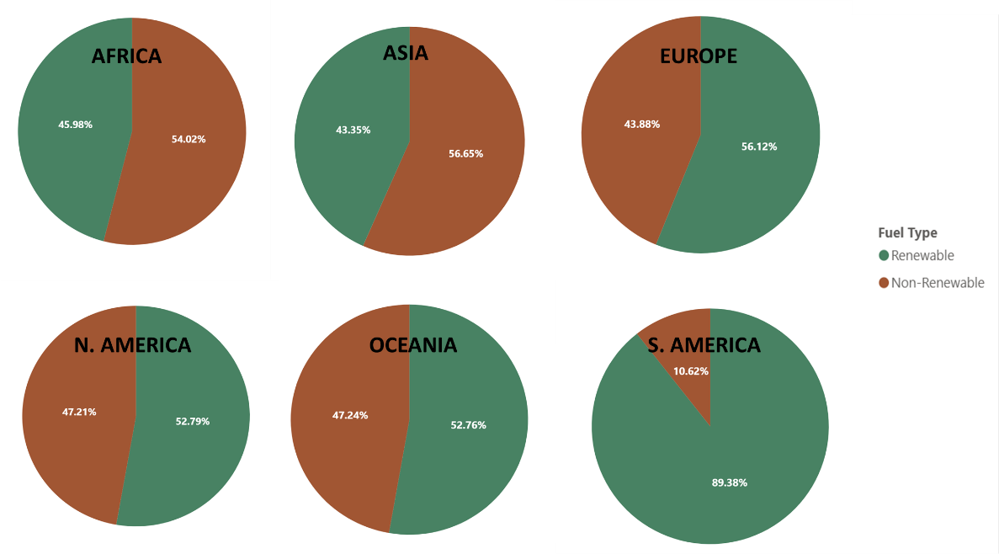 AFRICA
45.98%
54.02%
ASIA
43.35%
56.65%
EUROPE
43.88%
56.12%
Fuel Type
Renewable
Non-Renewable
N. AMERICA
47.21%
52.79%
OCEANIA
47.24%
52.76%
S. AMERICA
10.62%
89.38%